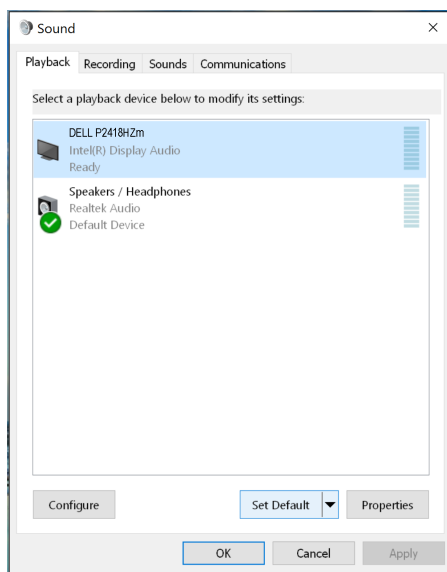 Sound
Playback Recording Sounds Communications
Select a playback device below to modify its settings:
DELL P2418HZm
Intel(R) Display Audio
Ready
Speakers / Headphones
Realtek Audio
Default Device
Configure Set Default Properties
OK Cancel Apply